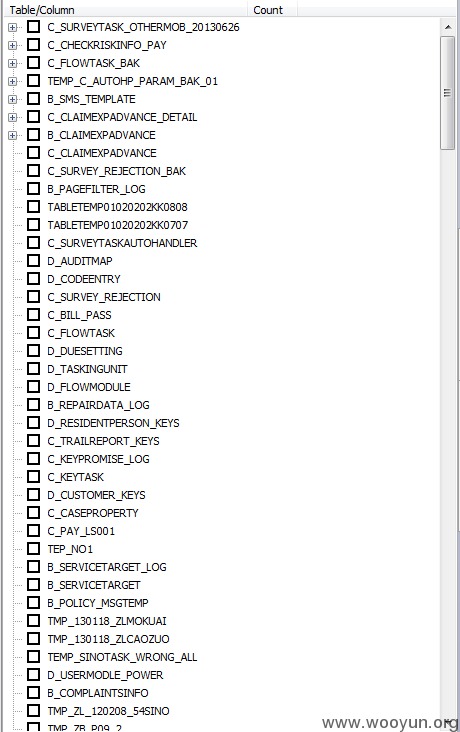 Table/Column Count
C_SURVEYTASK_OTHERMOB_20130626
C_CHECKRISKINFO_PAY
C_FLOWTASK_BAK
TEMP_C_AUTOHP_PARAM_BAK_01
B_SMS_TEMPLATE
C_CLAIMEXPADVANCE_DETAIL
B_CLAIMEXPADVANCE
C_CLAIMEXPADVANCE
C_SURVEY_REJECTION_BAK
B_PAGEFILTER_LOG
TABLETEMP01020202KK0808
TABLETEMP01020202KK0707
C_SURVEYTASKAUTOHANDLER
D_AUDITMAP
D_CODEENTRY
C_SURVEY_REJECTION
C_BILL_PASS
C_FLOWTASK
D_DUESETTING
D_TASKINGUNIT
D_FLOWMODULE
B_REPAIRDATA_LOG
D_RESIDENTPERSON_KEYS
C_TRAILREPORT_KEYS
C_KEYPROMISE_LOG
C_KEYTASK
D_CUSTOMER_KEYS
C_CASEPROPERTY
C_PAY_LS001
TEP_NO1
B_SERVICETARGET_LOG
B_SERVICETARGET
B_POLICY_MSGTEMP
TMP_130118_ZLMOKUAI
TMP_130118_ZLCAOZUO
TEMP_SINOTASK_WRONG_ALL
D_USERMODLE_POWER
B_COMPLAINTSINFO
TMP_ZL_120208_54SINO
TMP_ZB_P09_2
www.wooyun.org